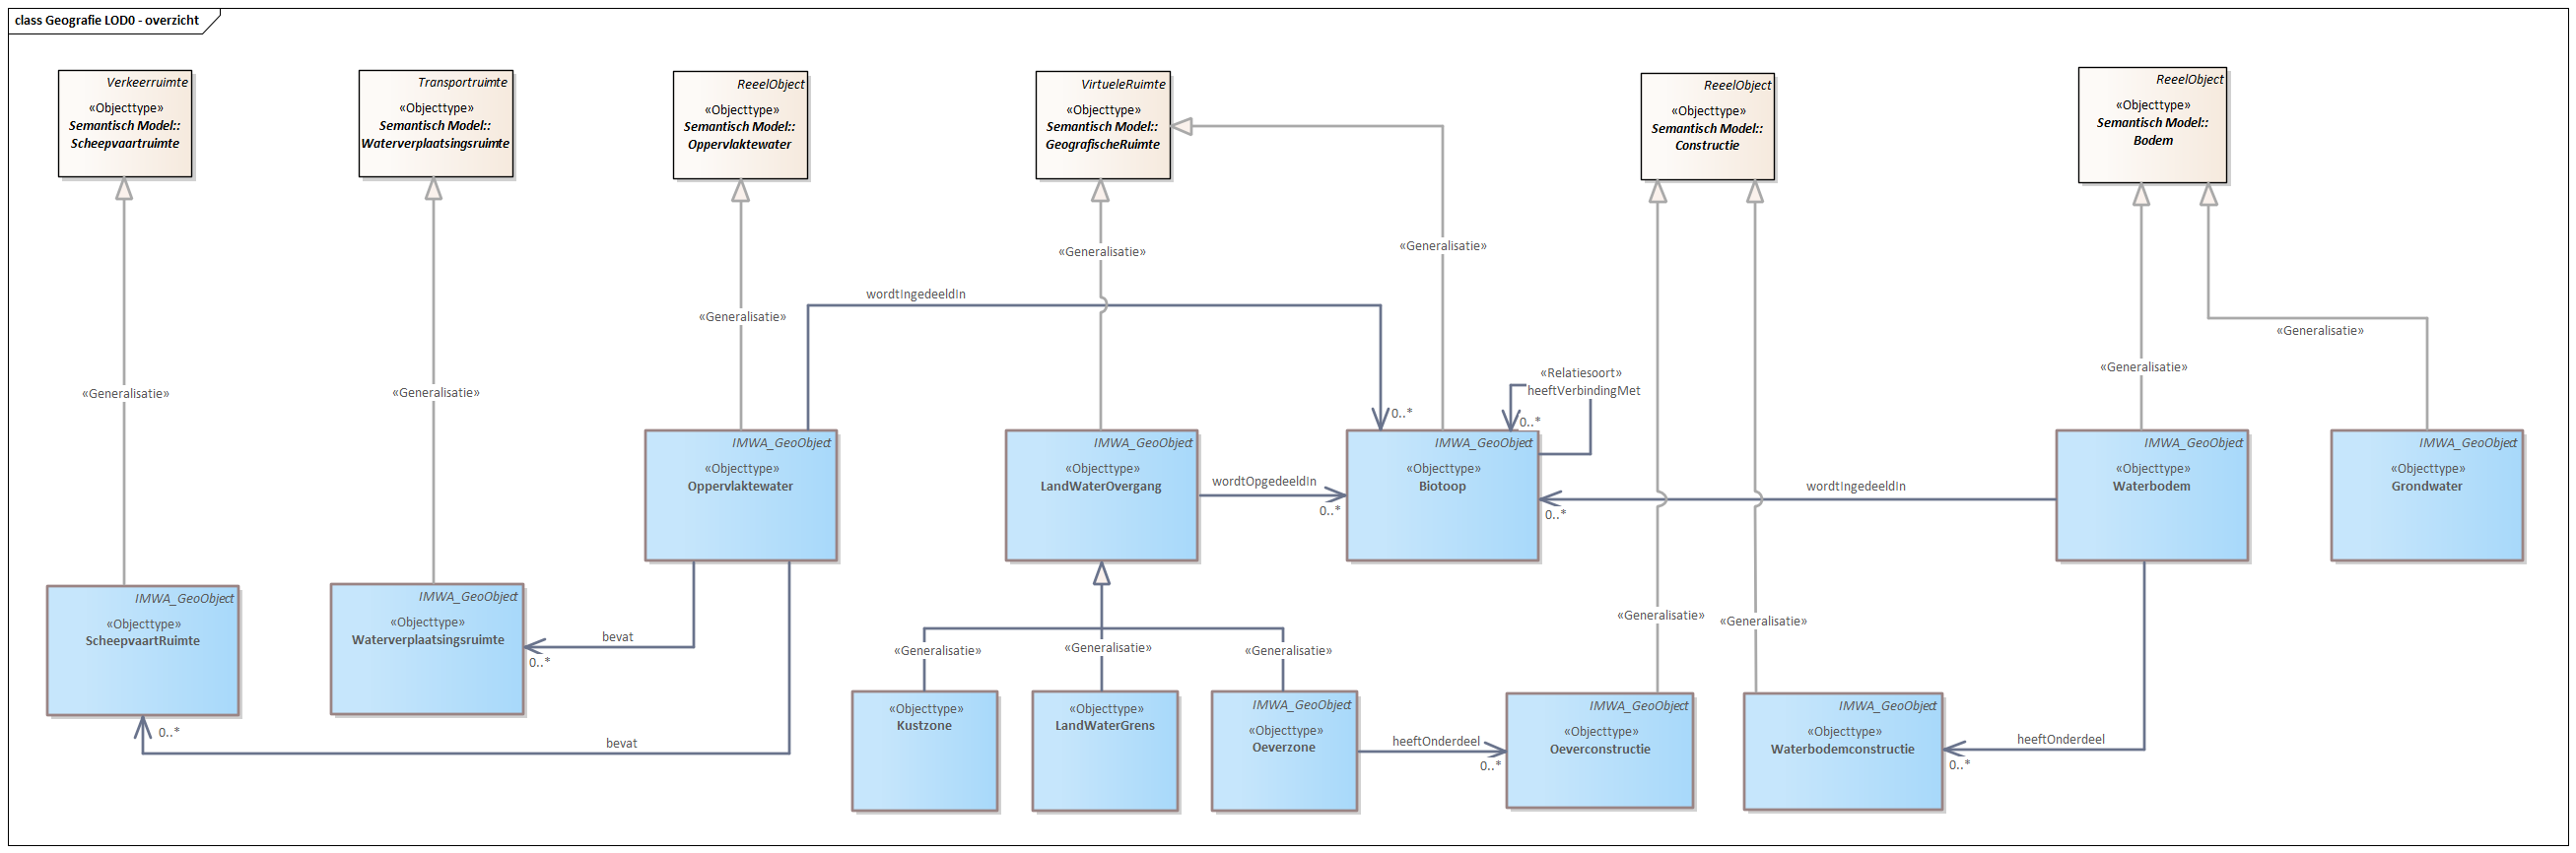 class Geografie LOD0 - overzicht
Verkeerruimte
«Objecttype»
Semantisch Model::
Scheepvaartruimte
Transportruimte
«Objecttype»
Semantisch Model::
Waterverplaatsingsruimte
ReeelObject
«Objecttype»
Semantisch Model::
Oppervlaktewater
VirtueleRuimte
«Objecttype»
Semantisch Model::
GeografischeRuimte
ReeelObject
«Objecttype»
Semantisch Model::
Constructie
ReeelObject
«Objecttype»
Semantisch Model::
Bodem
«Generalisatie»
«Generalisatie»
wordtIngedeeldIn
«Generalisatie»
«Generalisatie»
«Generalisatie»
«Generalisatie»
«Generalisatie»
«Relatiesoort»
heeftVerbindingMet
0..*
0..*
IMWA_GeoObject
«Objecttype»
Oppervlaktewater
IMWA_GeoObject
«Objecttype»
LandWaterOvergang
wordtOpgedeeldIn
0..*
IMWA_GeoObject
«Objecttype»
Biotoop
wordtIngedeeldIn
0..*
IMWA_GeoObject
«Objecttype»
Waterbodem
IMWA_GeoObject
«Objecttype»
Grondwater
IMWA_GeoObject
«Objecttype»
ScheepvaartRuimte
0..*
IMWA_GeoObject
«Objecttype»
Waterverplaatsingsruimte
bevat
0..*
bevat
«Generalisatie»
«Generalisatie»
«Generalisatie»
«Generalisatie»
«Generalisatie»
«Objecttype»
Kustzone
«Objecttype»
LandWaterGrens
IMWA_GeoObject
«Objecttype»
Oeverzone
heeftOnderdeel
0..*
IMWA_GeoObject
«Objecttype»
Oeverconstructie
IMWA_GeoObject
«Objecttype»
Waterbodemconstructie
heeftOnderdeel
0..*